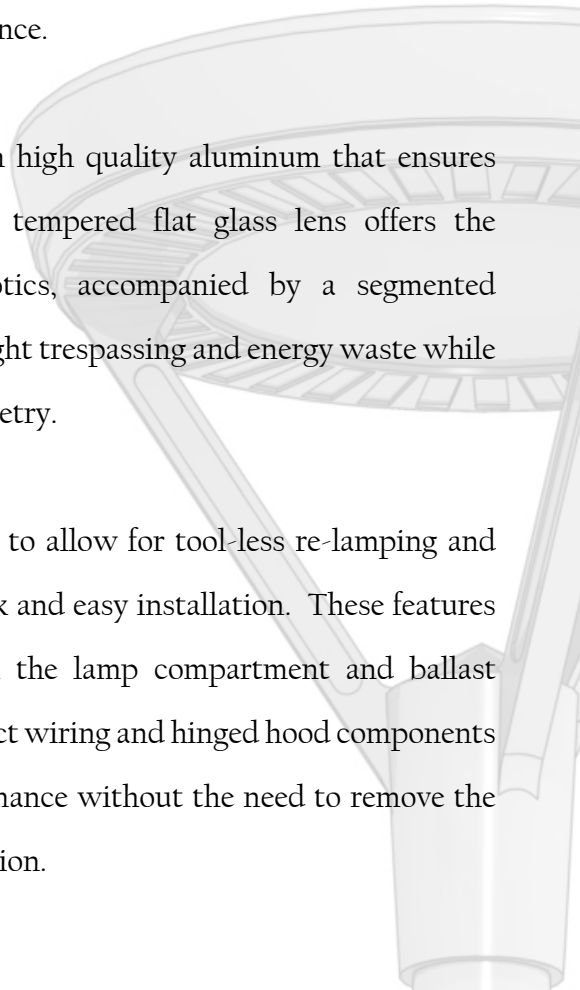 nce.
high quality aluminum that ensures
tempered flat glass lens offers the
tics, accompanied by a segmented
ght trespassing and energy waste while
etry.
to allow for tool-less re-lamping and
and easy installation. These features
the lamp compartment and ballast
ct wiring and hinged hood components
nance without the need to remove the
ion.